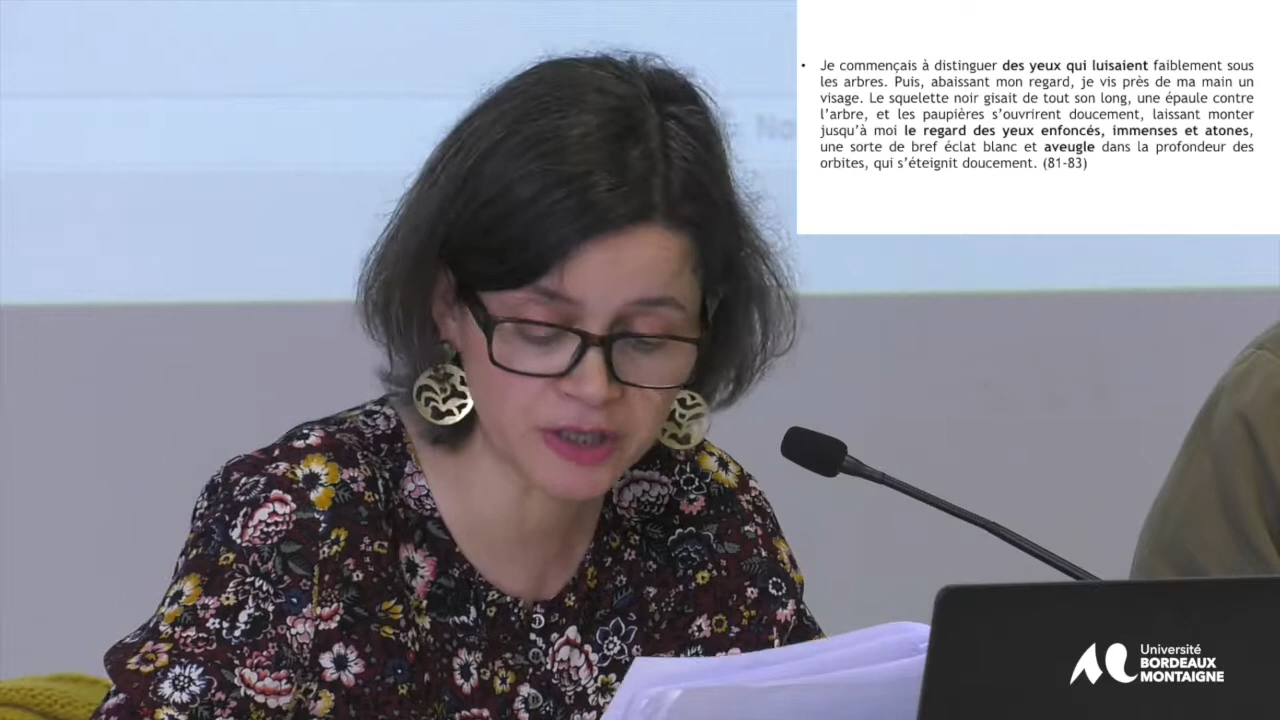 • Je commençais à distinguer des yeux qui luisaient faiblement sous
les arbres. Puis, abaissant mon regard, je vis près de ma main un
visage. Le squelette noir gisait de tout son long, une épaule contre
l’arbre, et les paupières s’ouvrirent doucement, laissant monter
jusqu’à moi le regard des yeux enfoncés, immenses et atones,
une sorte de bref éclat blanc et aveugle dans la profondeur des
orbites, qui s’éteignit doucement. (81-83)
Université
BORDEAUX
MONTAIGNE